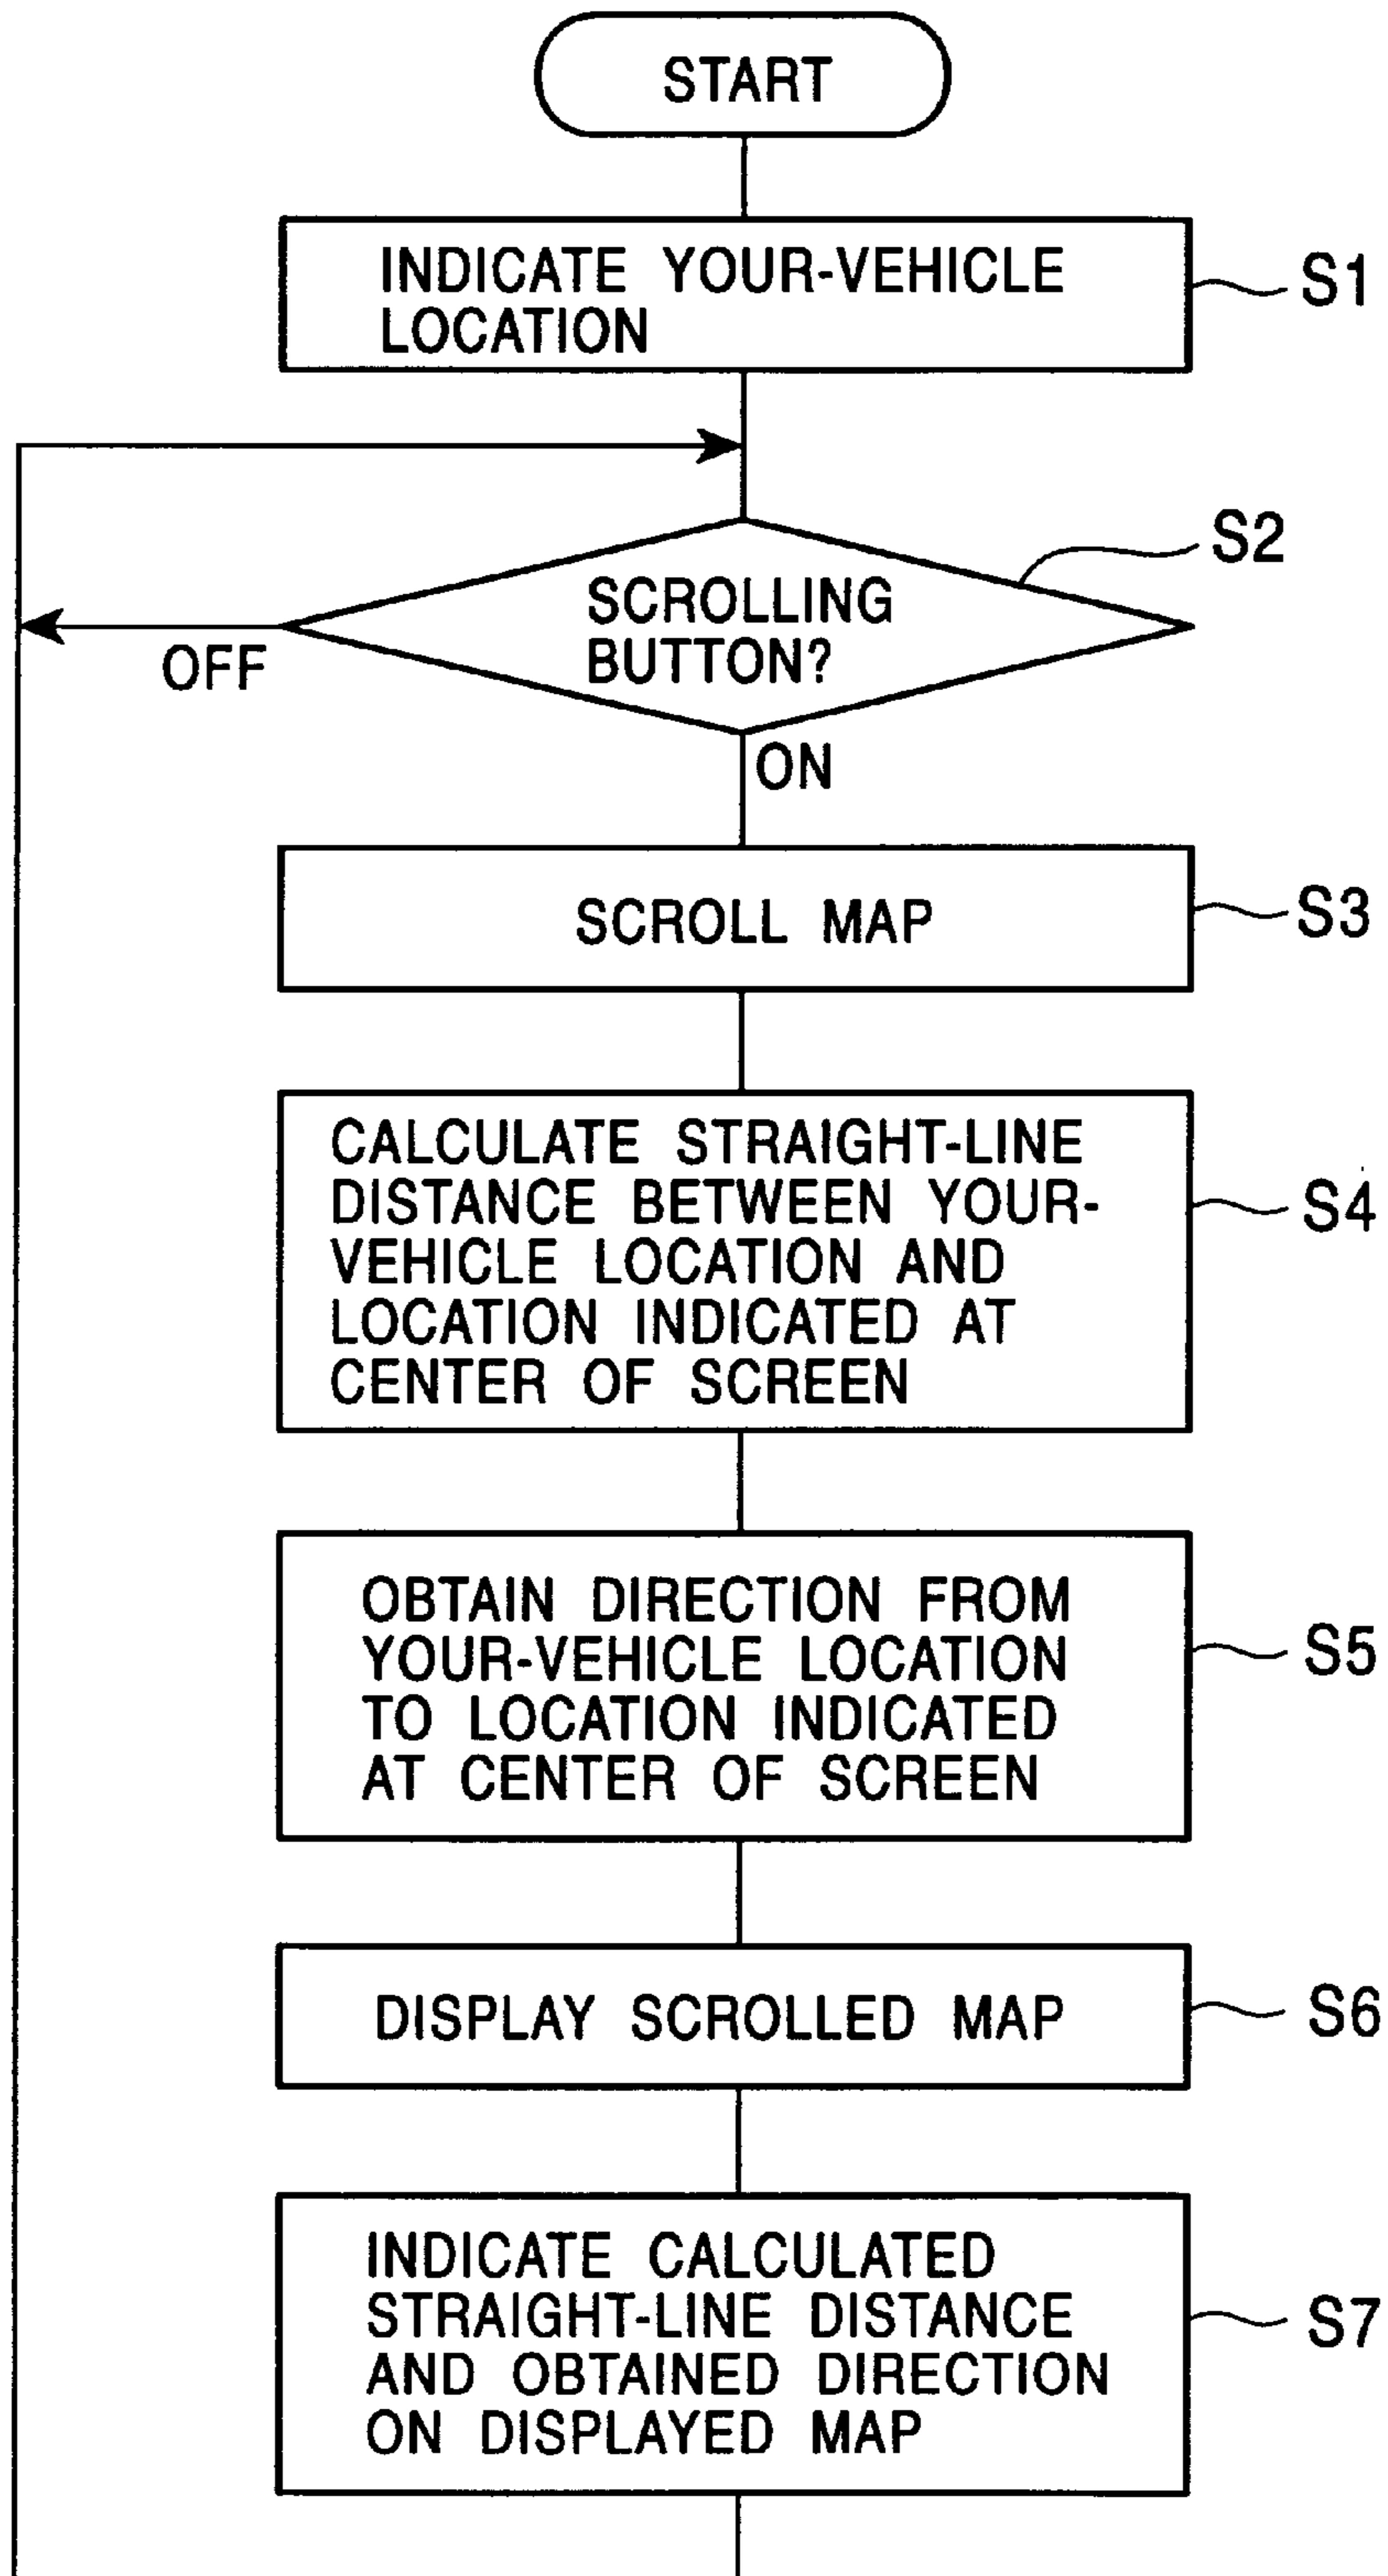 START
INDICATE YOUR-VEHICLE
LOCATION
S1
S2
SCROLLING
BUTTON?
OFF
ON
SCROLL MAP
S3
CALCULATE STRAIGHT-LINE
DISTANCE BETWEEN YOUR-
VEHICLE LOCATION AND
LOCATION INDICATED AT
CENTER OF SCREEN
S4
OBTAIN DIRECTION FROM
YOUR-VEHICLE LOCATION
TO LOCATION INDICATED
AT CENTER OF SCREEN
S5
DISPLAY SCROLLED MAP
S6
INDICATE CALCULATED
STRAIGHT-LINE DISTANCE
AND OBTAINED DIRECTION
ON DISPLAYED MAP
S7